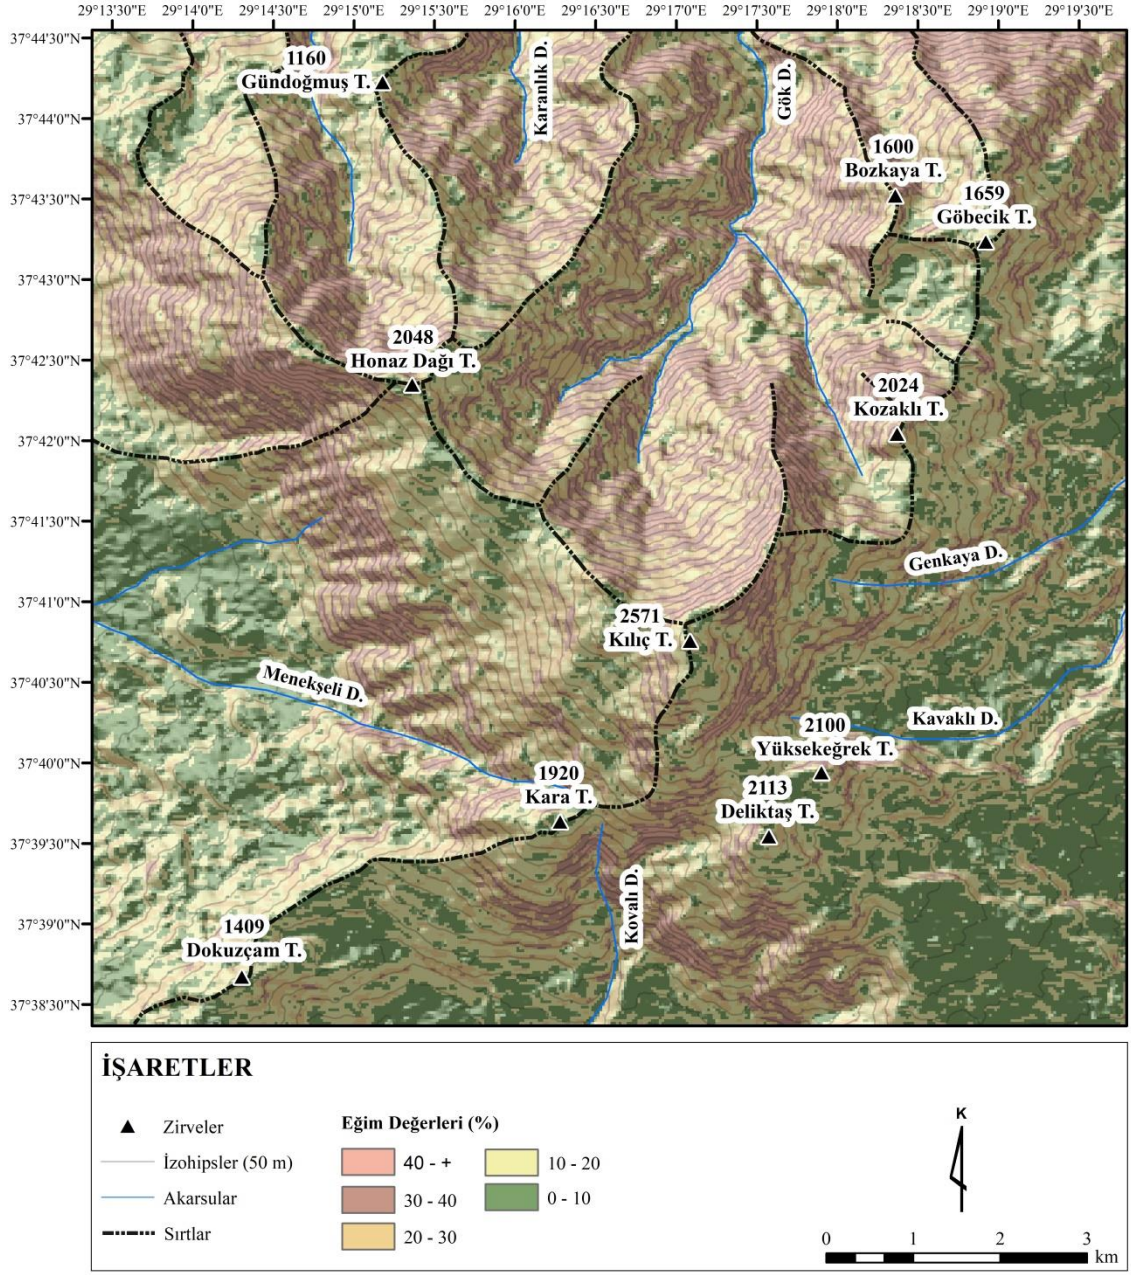 29°13'30"E 29°14'0"E 29°14'30"E 29°15'0"E 29°15'30"E 29°16'0"E 29°16'30"E 29°17'0"E 29°17'30"E 29°18'0"E 29°18'30"E 29°19'0"E 29°19'30"E
37°44'30"N
1160
Gündoğmuş T.
Karanlık D.
Gök D.
37°44'0"N
1600
Bozkaya T.
37°43'30"N
1659
Göbecik T.
37°43'0"N
2048
Honaz Dağı T.
37°42'30"N
2024
Kozaklı T.
37°42'0"N
37°41'30"N
Genkaya D.
37°41'0"N
2571
Kılıç T.
37°40'30"N
Menekşeli D.
Kavaklı D.
2100
Yüksekeğrek T.
37°40'0"N
1920
Kara T.
2113
Deliktaş T.
37°39'30"N
Kovalı D.
37°39'0"N
1409
Dokuzçam T.
37°38'30"N
İŞARETLER
Zirveler
İzohipsler (50 m)
Akarsular
Sırtlar
Eğim Değerleri (%)
40 - +
30 - 40
20 - 30
10 - 20
0 - 10
K
0 1 2 3
km